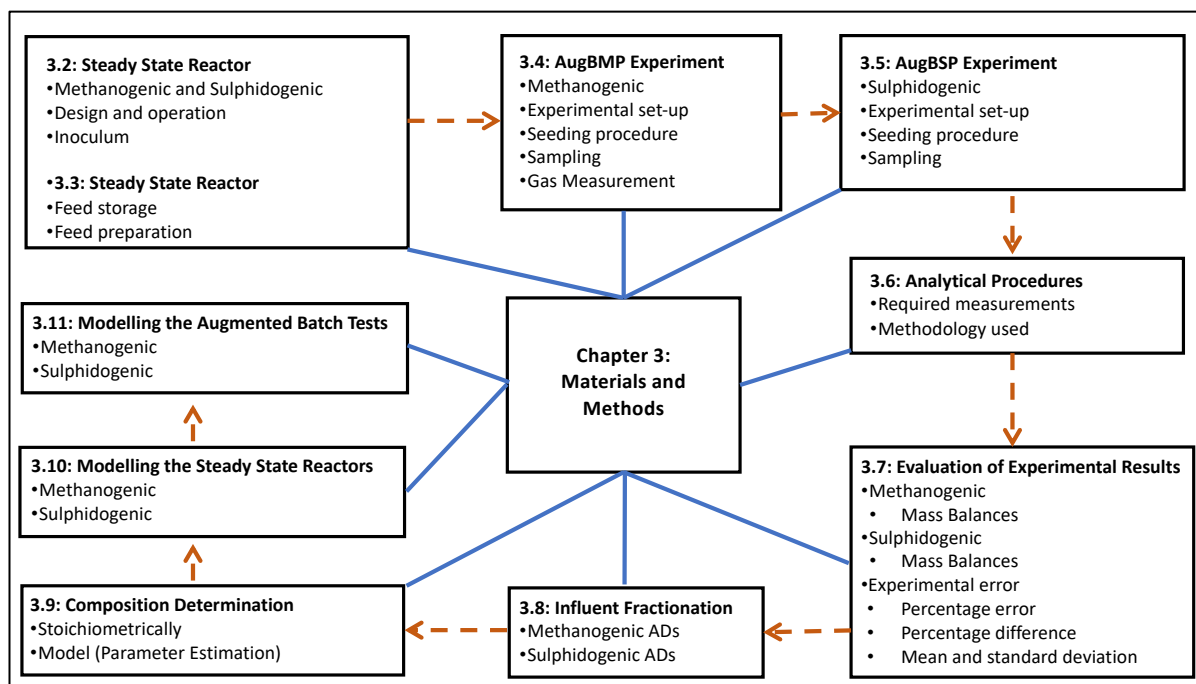 3.2: Steady State Reactor
•Methanogenic and Sulphidogenic
•Design and operation
•Inoculum
•3.3: Steady State Reactor
•Feed storage
•Feed preparation
3.4: AugBMP Experiment
•Methanogenic
•Experimental set-up
•Seeding procedure
•Sampling
•Gas Measurement
3.5: AugBSP Experiment
•Sulphidogenic
•Experimental set-up
•Seeding procedure
•Sampling
3.6: Analytical Procedures
•Required measurements
•Methodology used
Chapter 3:
Materials and
Methods
3.7: Evaluation of Experimental Results
•Methanogenic
• Mass Balances
•Sulphidogenic
• Mass Balances
•Experimental error
• Percentage error
• Percentage difference
• Mean and standard deviation
3.8: Influent Fractionation
•Methanogenic ADs
•Sulphidogenic ADs
3.9: Composition Determination
•Stoichiometrically
•Model (Parameter Estimation)
3.10: Modelling the Steady State Reactors
•Methanogenic
•Sulphidogenic
3.11: Modelling the Augmented Batch Tests
•Methanogenic
•Sulphidogenic